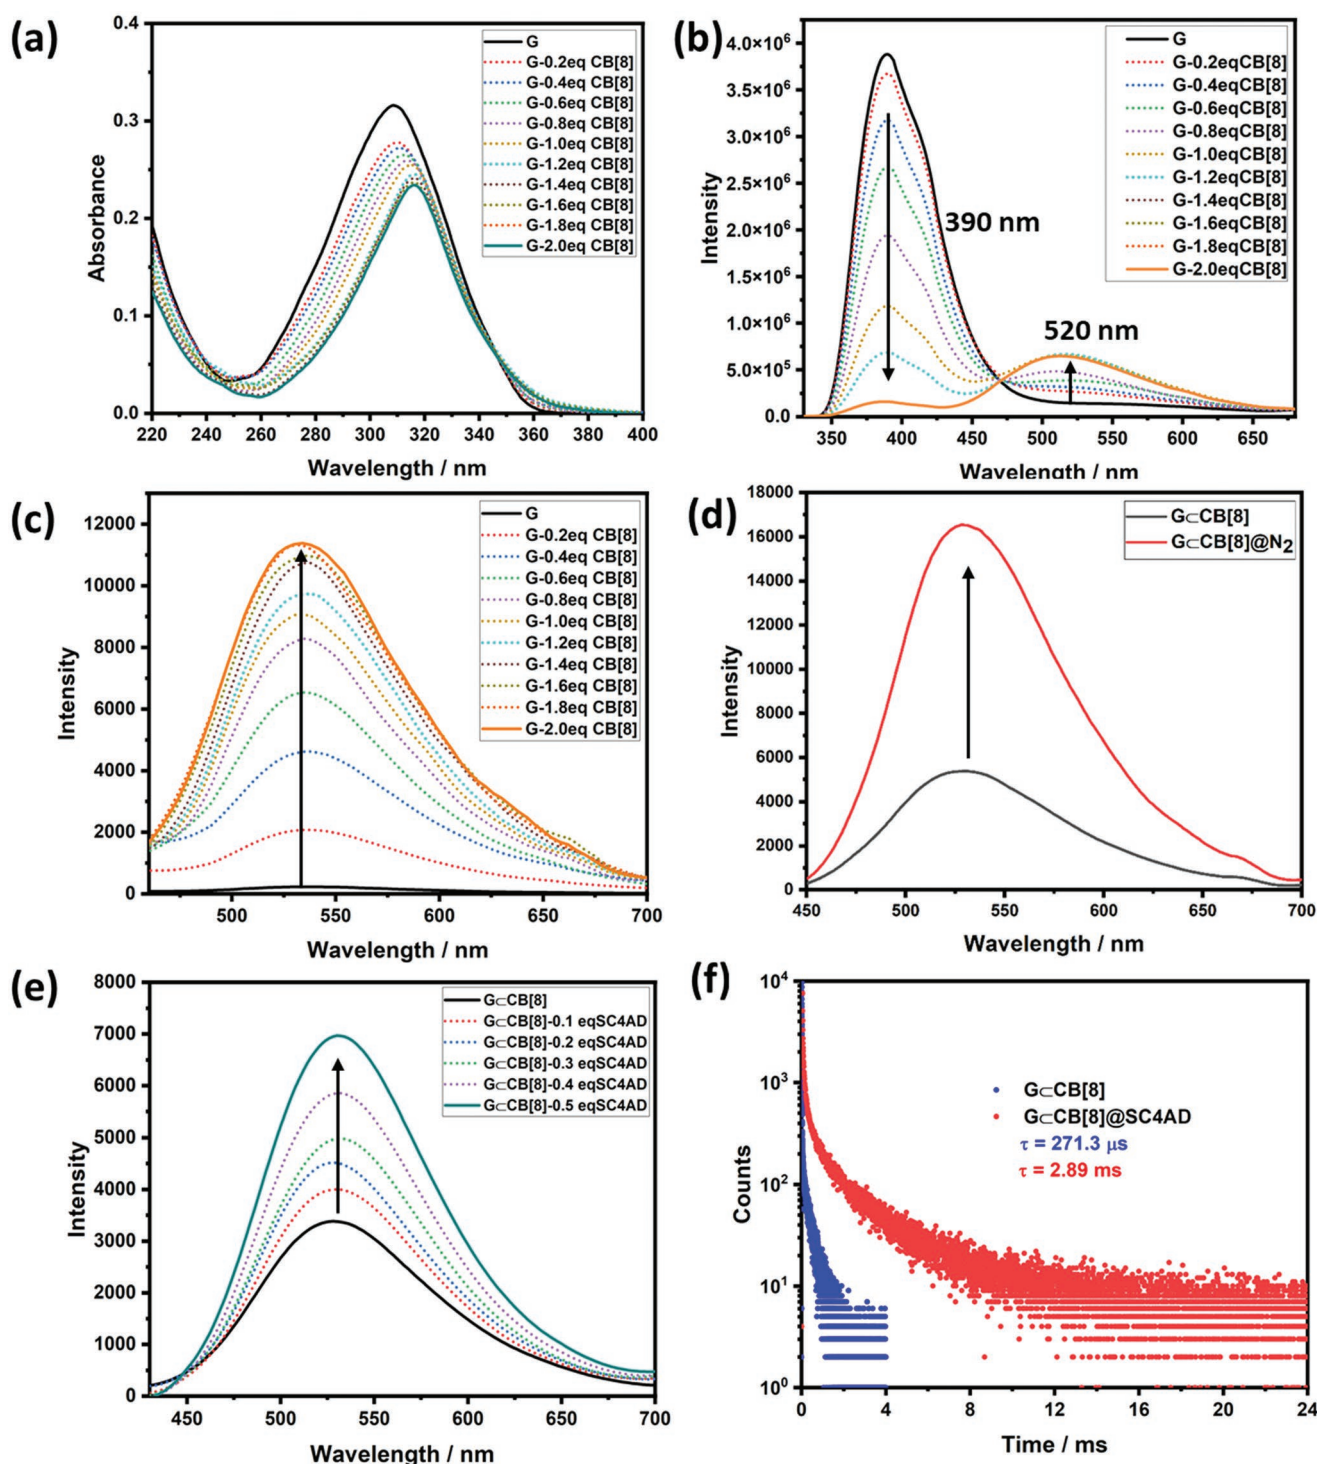 (a)
0.4
0.3
0.2
0.1
0.0
Absorbance
G
G-0.2eq CB[8]
G-0.4eq CB[8]
G-0.6eq CB[8]
G-0.8eq CB[8]
G-1.0eq CB[8]
G-1.2eq CB[8]
G-1.4eq CB[8]
G-1.6eq CB[8]
G-1.8eq CB[8]
G-2.0eq CB[8]
220 240 260 280 300 320 340 360 380 400
Wavelength / nm
(b)
4.0×10⁶
3.5×10⁶
3.0×10⁶
2.5×10⁶
2.0×10⁶
1.5×10⁶
1.0×10⁶
5.0×10⁵
0.0
Intensity
G
G-0.2eqCB[8]
G-0.4eqCB[8]
G-0.6eqCB[8]
G-0.8eqCB[8]
G-1.0eqCB[8]
G-1.2eqCB[8]
G-1.4eqCB[8]
G-1.6eqCB[8]
G-1.8eqCB[8]
G-2.0eqCB[8]
390 nm
520 nm
350 400 450 500 550 600 650
Wavelength / nm
(c)
12000
10000
8000
6000
4000
2000
0
Intensity
G
G-0.2eq CB[8]
G-0.4eq CB[8]
G-0.6eq CB[8]
G-0.8eq CB[8]
G-1.0eq CB[8]
G-1.2eq CB[8]
G-1.4eq CB[8]
G-1.6eq CB[8]
G-1.8eq CB[8]
G-2.0eq CB[8]
500 550 600 650 700
Wavelength / nm
(d)
18000
16000
14000
12000
10000
8000
6000
4000
2000
0
Intensity
G⊂CB[8]
G⊂CB[8]@N₂
450 500 550 600 650 700
Wavelength / nm
(e)
8000
7000
6000
5000
4000
3000
2000
1000
0
Intensity
G⊂CB[8]
G⊂CB[8]-0.1 eqSC4AD
G⊂CB[8]-0.2 eqSC4AD
G⊂CB[8]-0.3 eqSC4AD
G⊂CB[8]-0.4 eqSC4AD
G⊂CB[8]-0.5 eqSC4AD
450 500 550 600 650 700
Wavelength / nm
(f)
10⁴
10³
10²
10¹
10⁰
Counts
G⊂CB[8]
G⊂CB[8]@SC4AD
τ = 271.3 μs
τ = 2.89 ms
0 4 8 12 16 20 24
Time / ms